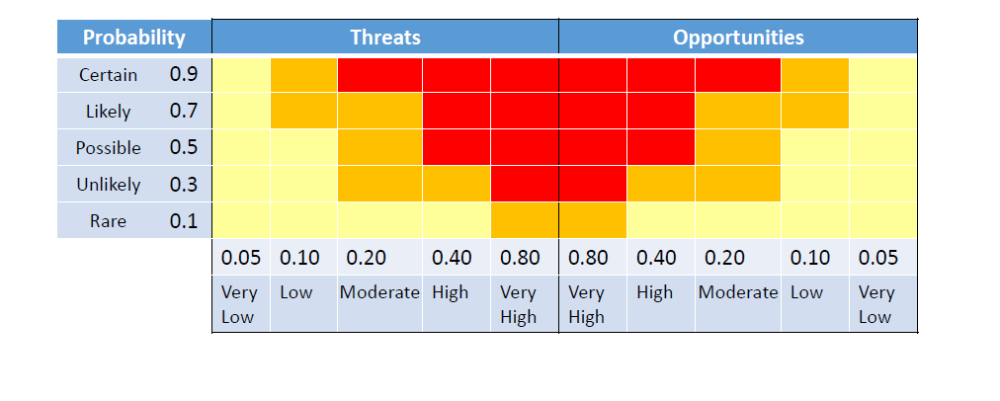 Probability Threats Opportunities
Certain 0.9
Likely 0.7
Possible 0.5
Unlikely 0.3
Rare 0.1
0.05 0.10 0.20 0.40 0.80 0.80 0.40 0.20 0.10 0.05
Very Low Moderate High Very Very High Moderate Low Very
Low High High Low